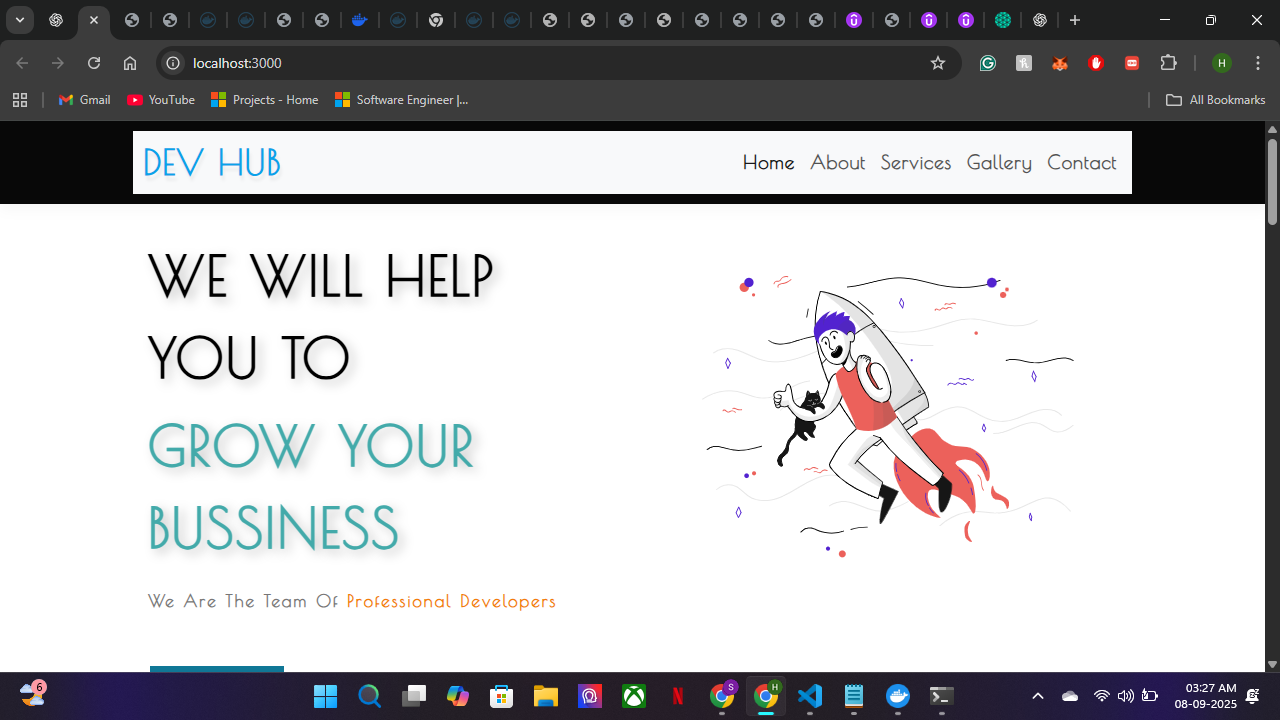 localhost:3000
Gmail
YouTube
Projects - Home
Software Engineer |...
All Bookmarks
DEV HUB
Home
About
Services
Gallery
Contact
WE WILL HELP
YOU TO
GROW YOUR
BUSSINESS
We Are The Team Of Professional Developers
6
S
H
H
03:27 AM
08-09-2025